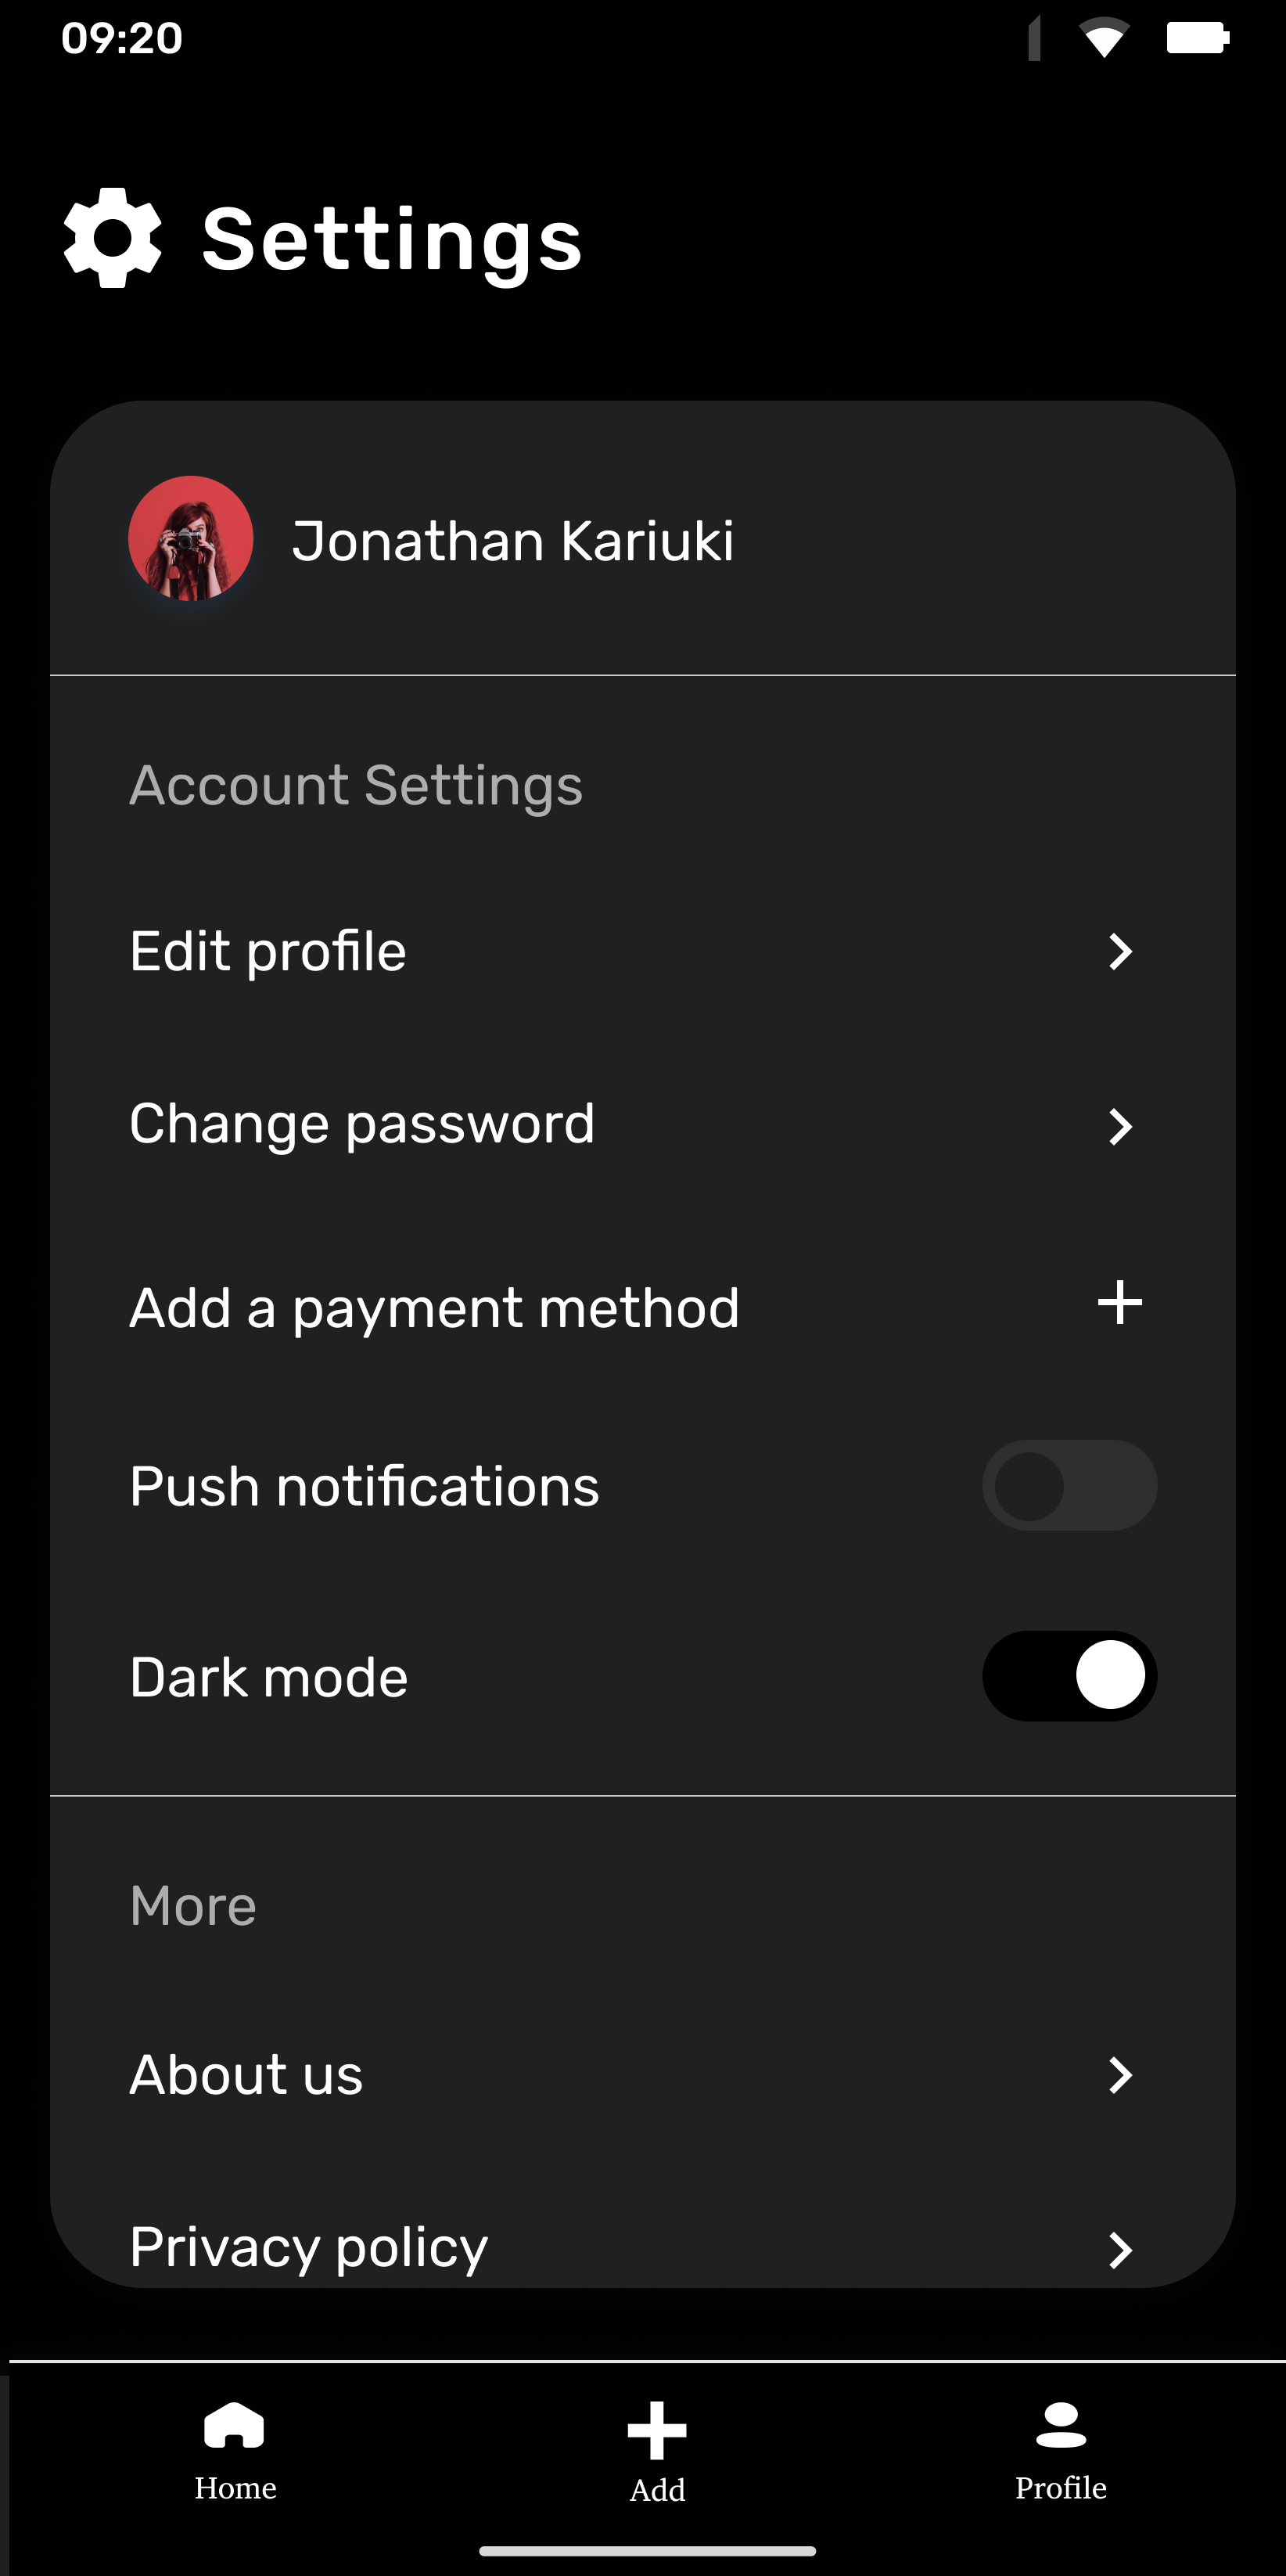 09:20
Settings
Jonathan Kariuki
Account Settings
Edit profile
Change password
Add a payment method
Push notifications
Dark mode
More
About us
Privacy policy
Home
Add
Profile